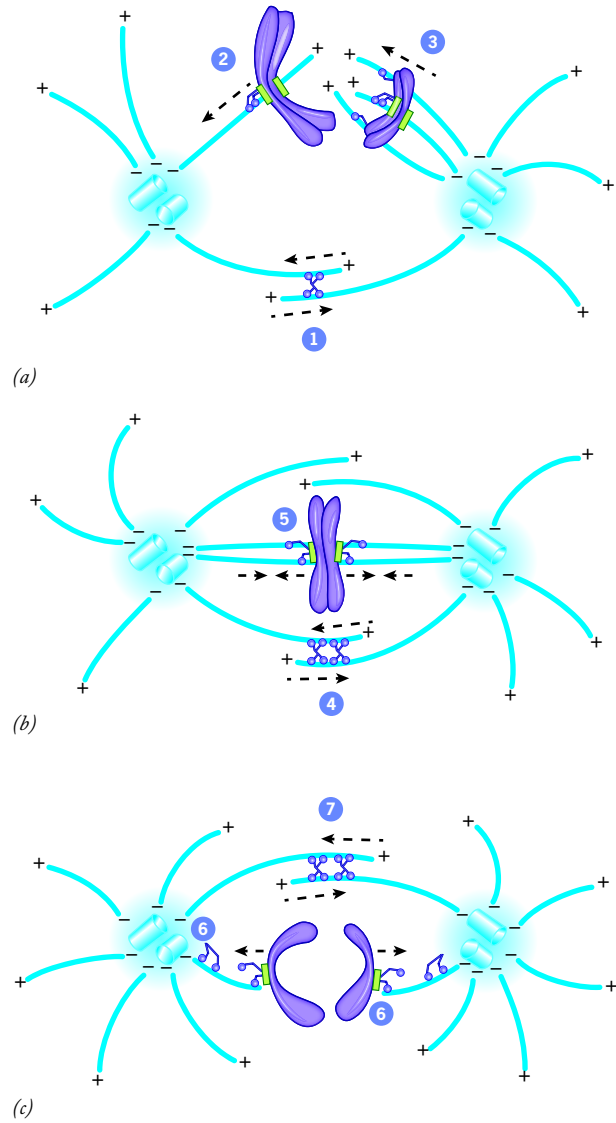 2
3
1
(a)
5
4
(b)
7
6
6
(c)
+ + + + + + + + + + + +
− − − − − − − − − −